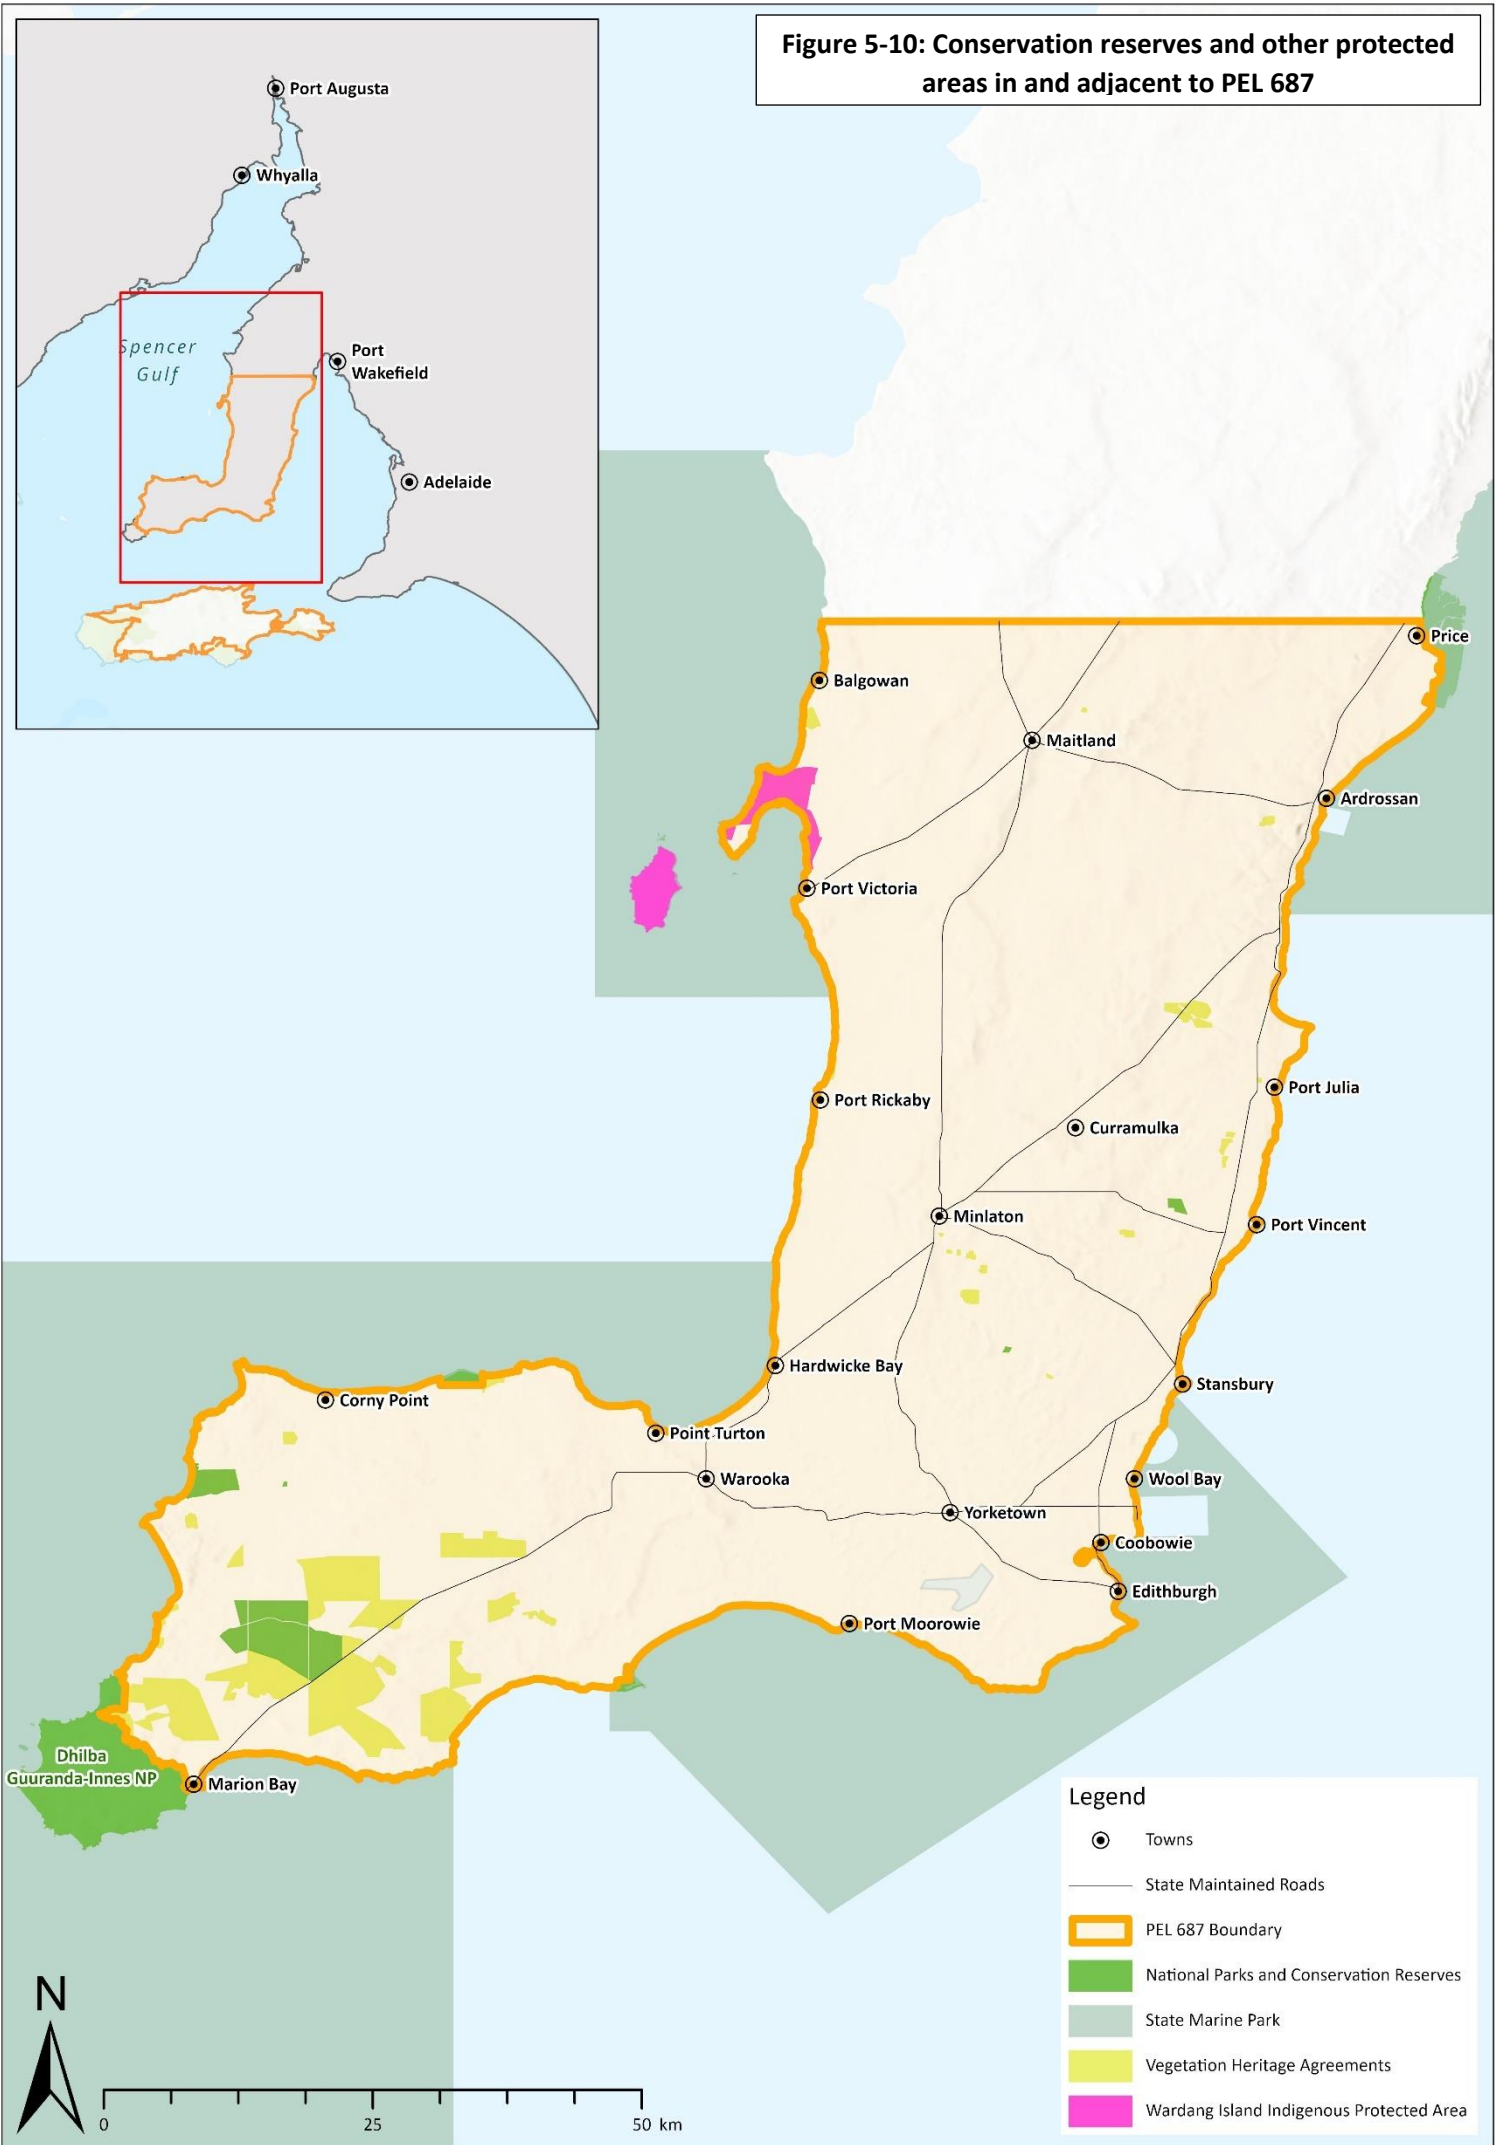 Figure 5-10: Conservation reserves and other protected
areas in and adjacent to PEL 687
Port Augusta
Whyalla
Spencer
Gulf
Port
Wakefield
Adelaide
Price
Balgowan
Maitland
Ardrossan
Port Victoria
Port Julia
Port Rickaby
Curramulka
Minlaton
Port Vincent
Hardwicke Bay
Stansbury
Corny Point
Point Turton
Warooka
Wool Bay
Yorketown
Coobowie
Edithburgh
Port Moorowie
Dhilba
Guuranda-Innes NP
Marion Bay
Legend
Towns
State Maintained Roads
PEL 687 Boundary
National Parks and Conservation Reserves
State Marine Park
Vegetation Heritage Agreements
Wardang Island Indigenous Protected Area
N
0 25 50 km